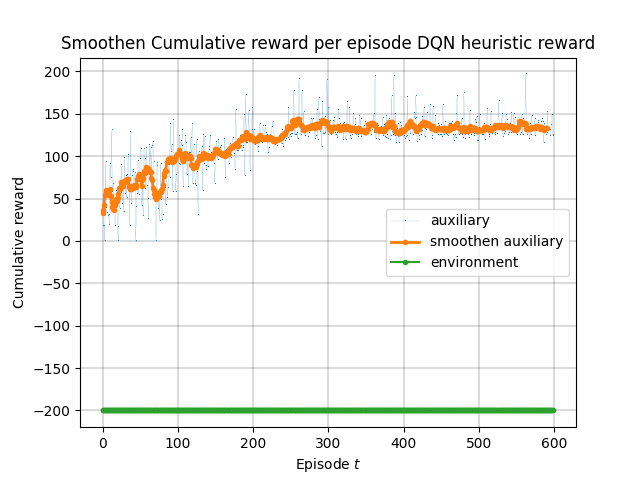 Smoothen Cumulative reward per episode DQN heuristic reward
200
150
100
50
0
−50
−100
−150
−200
Cumulative reward
auxiliary
smoothen auxiliary
environment
0 100 200 300 400 500 600
Episode t